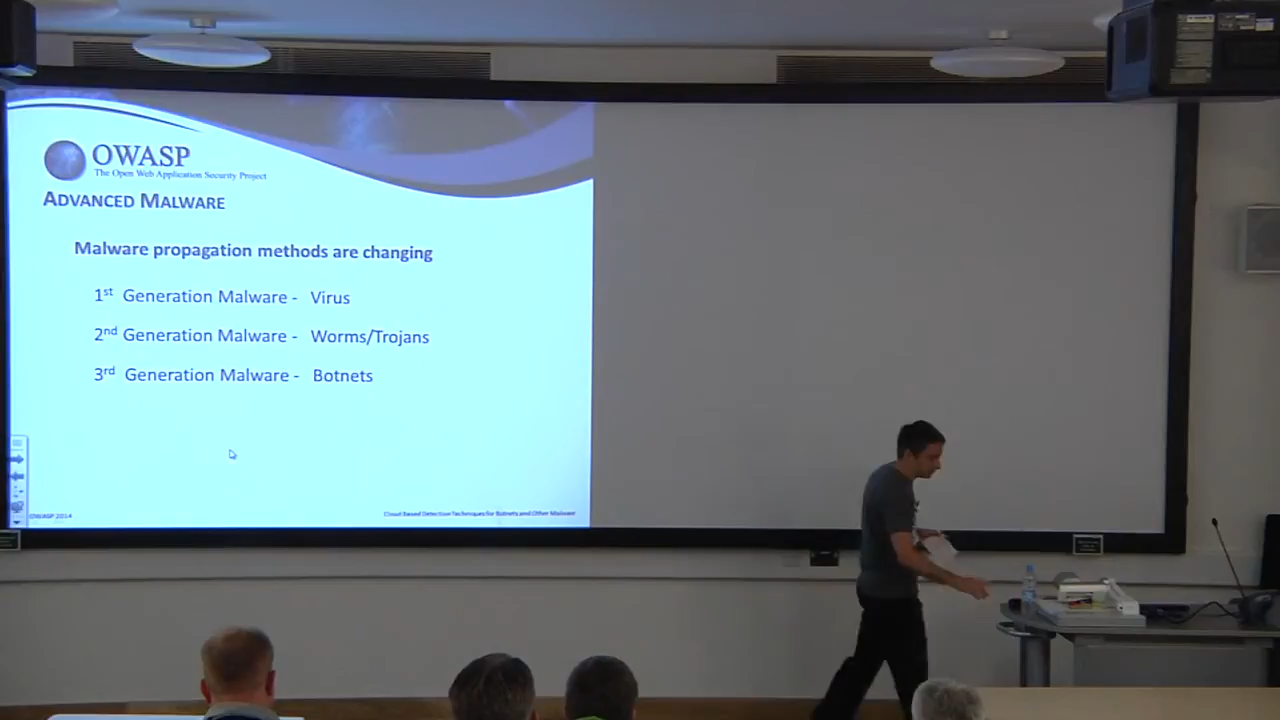 OWASP
The Open Web Application Security Project
ADVANCED MALWARE
Malware propagation methods are changing
1st Generation Malware - Virus
2nd Generation Malware - Worms/Trojans
3rd Generation Malware - Botnets
OWASP 2014
Cloud Based Detection Techniques for Botnets and Other Malware